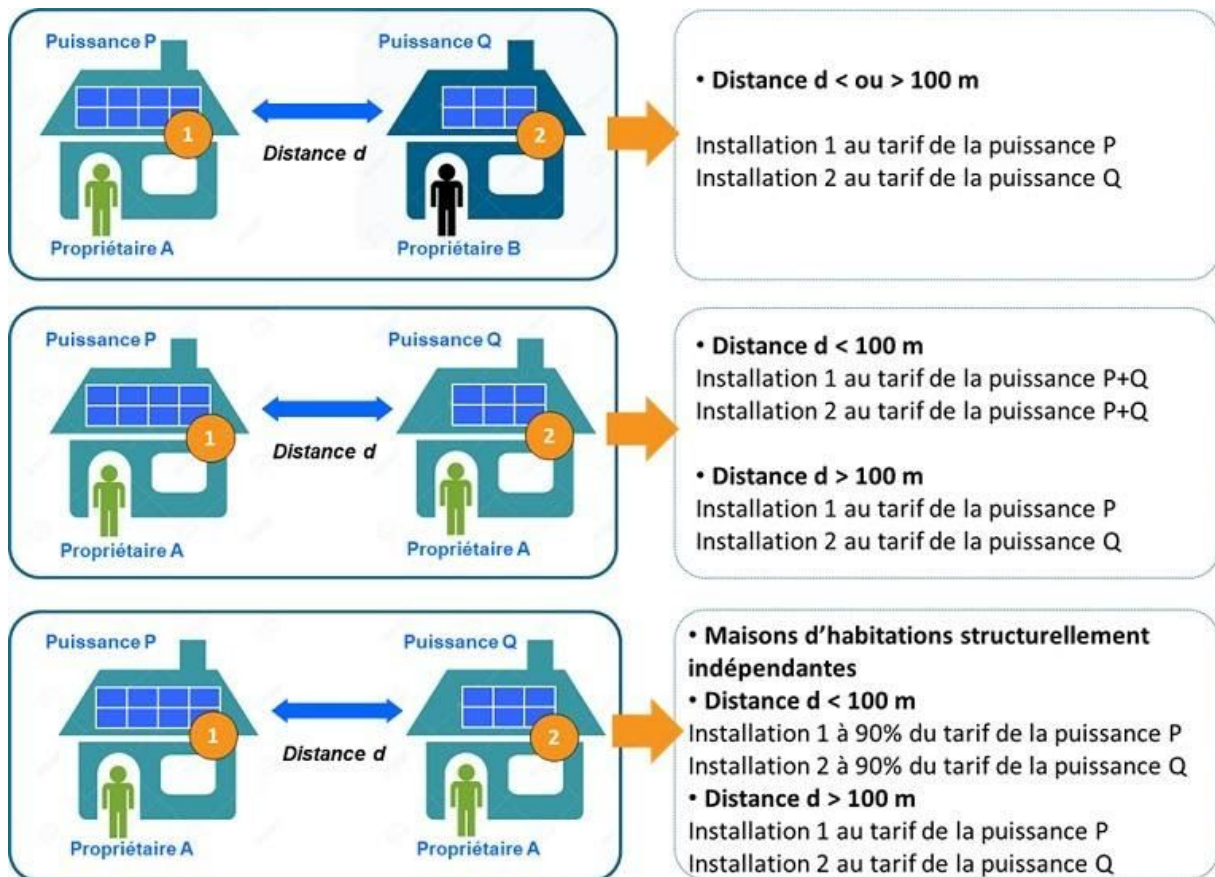 Puissance P
Puissance Q
1
2
Distance d
Propriétaire A
Propriétaire B
• Distance d < ou > 100 m
Installation 1 au tarif de la puissance P
Installation 2 au tarif de la puissance Q
Puissance P
Puissance Q
1
2
Distance d
Propriétaire A
Propriétaire A
• Distance d < 100 m
Installation 1 au tarif de la puissance P+Q
Installation 2 au tarif de la puissance P+Q
• Distance d > 100 m
Installation 1 au tarif de la puissance P
Installation 2 au tarif de la puissance Q
Puissance P
Puissance Q
1
2
Distance d
Propriétaire A
Propriétaire A
• Maisons d’habitations structurellement
indépendantes
• Distance d < 100 m
Installation 1 à 90% du tarif de la puissance P
Installation 2 à 90% du tarif de la puissance Q
• Distance d > 100 m
Installation 1 au tarif de la puissance P
Installation 2 au tarif de la puissance Q